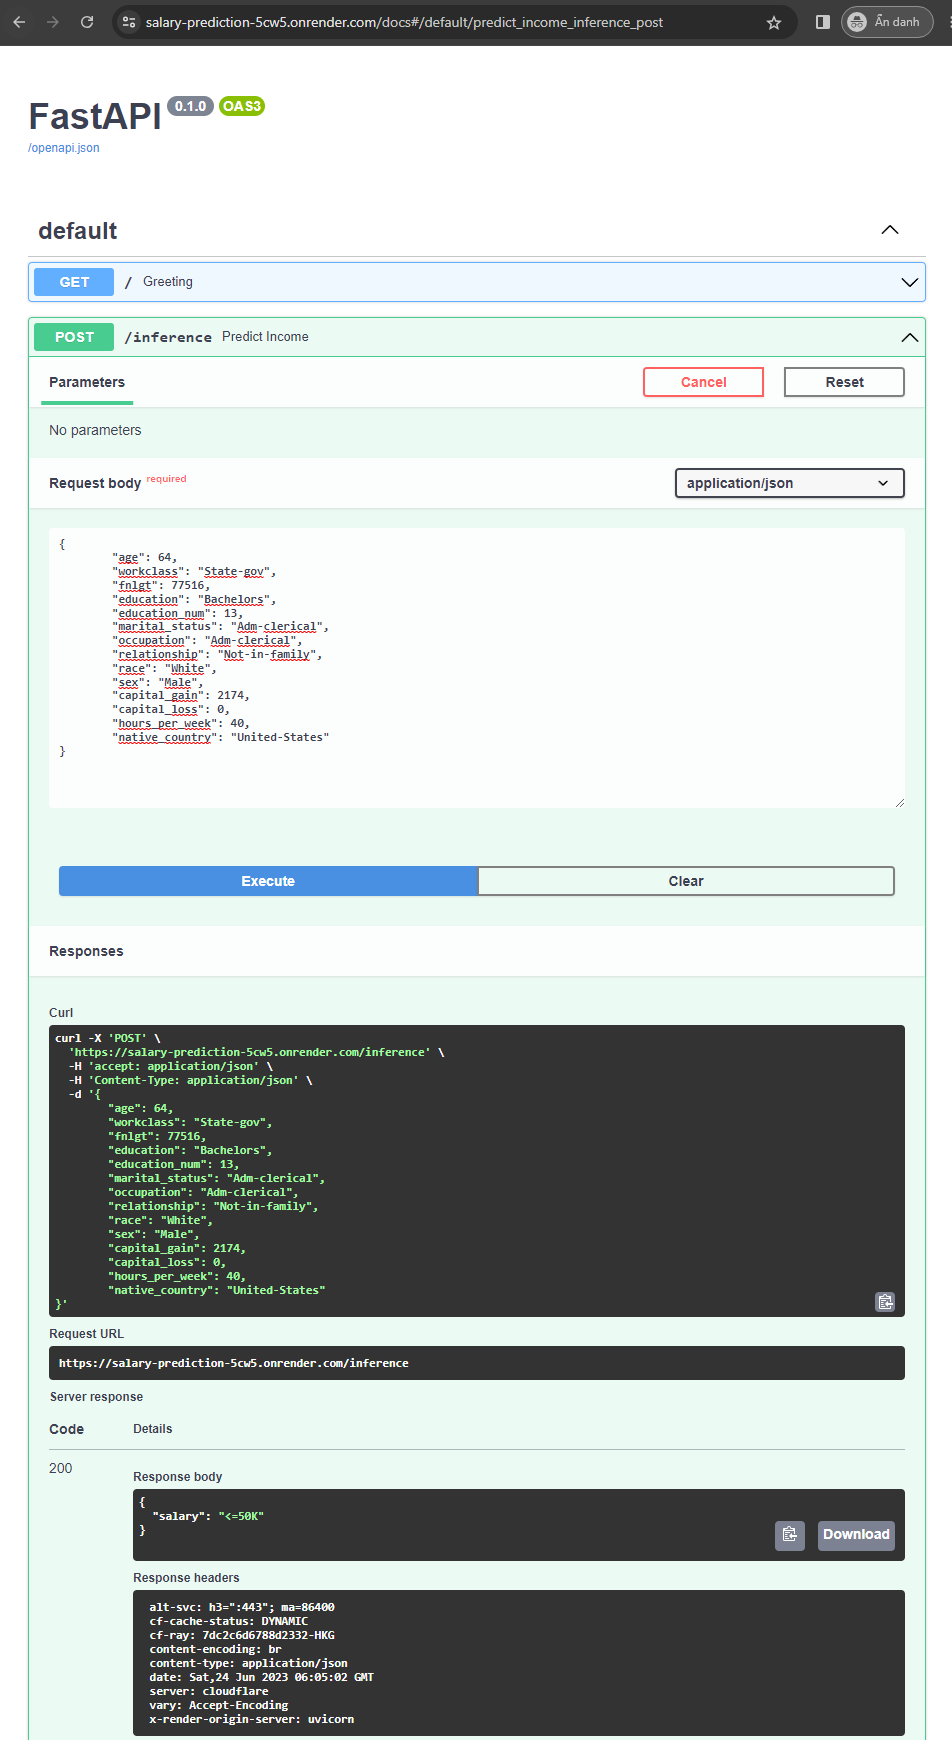 salary-prediction-5cw5.onrender.com/docs#/default/predict_income_inference_post
Ẩn danh
FastAPI 0.1.0 OAS3
/openapi.json
default
GET / Greeting
POST /inference Predict Income
Parameters
Cancel
Reset
No parameters
Request body required
application/json
{
"age": 64,
"workclass": "State-gov",
"fnlgt": 77516,
"education": "Bachelors",
"education_num": 13,
"marital_status": "Adm-clerical",
"occupation": "Adm-clerical",
"relationship": "Not-in-family",
"race": "White",
"sex": "Male",
"capital_gain": 2174,
"capital_loss": 0,
"hours_per_week": 40,
"native_country": "United-States"
}
Execute
Clear
Responses
Curl
curl -X 'POST' \
'https://salary-prediction-5cw5.onrender.com/inference' \
-H 'accept: application/json' \
-H 'Content-Type: application/json' \
-d '{
"age": 64,
"workclass": "State-gov",
"fnlgt": 77516,
"education": "Bachelors",
"education_num": 13,
"marital_status": "Adm-clerical",
"occupation": "Adm-clerical",
"relationship": "Not-in-family",
"race": "White",
"sex": "Male",
"capital_gain": 2174,
"capital_loss": 0,
"hours_per_week": 40,
"native_country": "United-States"
}'
Request URL
https://salary-prediction-5cw5.onrender.com/inference
Server response
Code Details
200
Response body
{
"salary": "<=50K"
}
Download
Response headers
alt-svc: h3=":443"; ma=86400
cf-cache-status: DYNAMIC
cf-ray: 7dc2c6d6788d2332-HKG
content-encoding: br
content-type: application/json
date: Sat,24 Jun 2023 06:05:02 GMT
server: cloudflare
vary: Accept-Encoding
x-render-origin-server: uvicorn